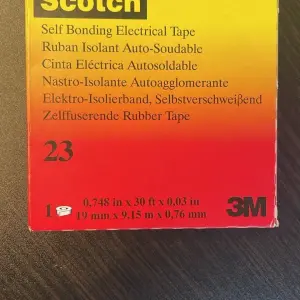 Scotch
Self Bonding Electrical Tape
Ruban Isolant Auto-Soudable
Cinta Eléctrica Autosoldable
Nastro-Isolante Autoagglomerante
Elektro-Isolierband, Selbstverschweißend
Zelffuserende Rubber Tape
23
1
0,748 in x 30 ft x 0,03 in
19 mm x 9,15 m x 0,76 mm
3M